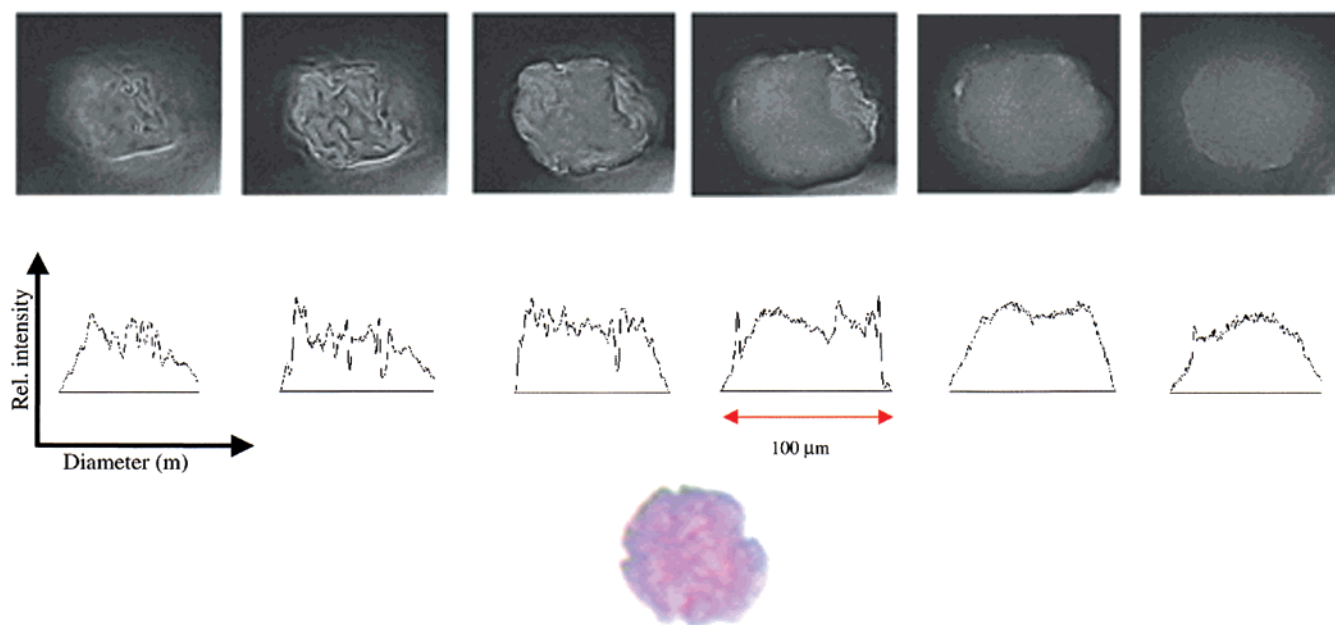 Rel. intensity
Diameter (m)
100 μm